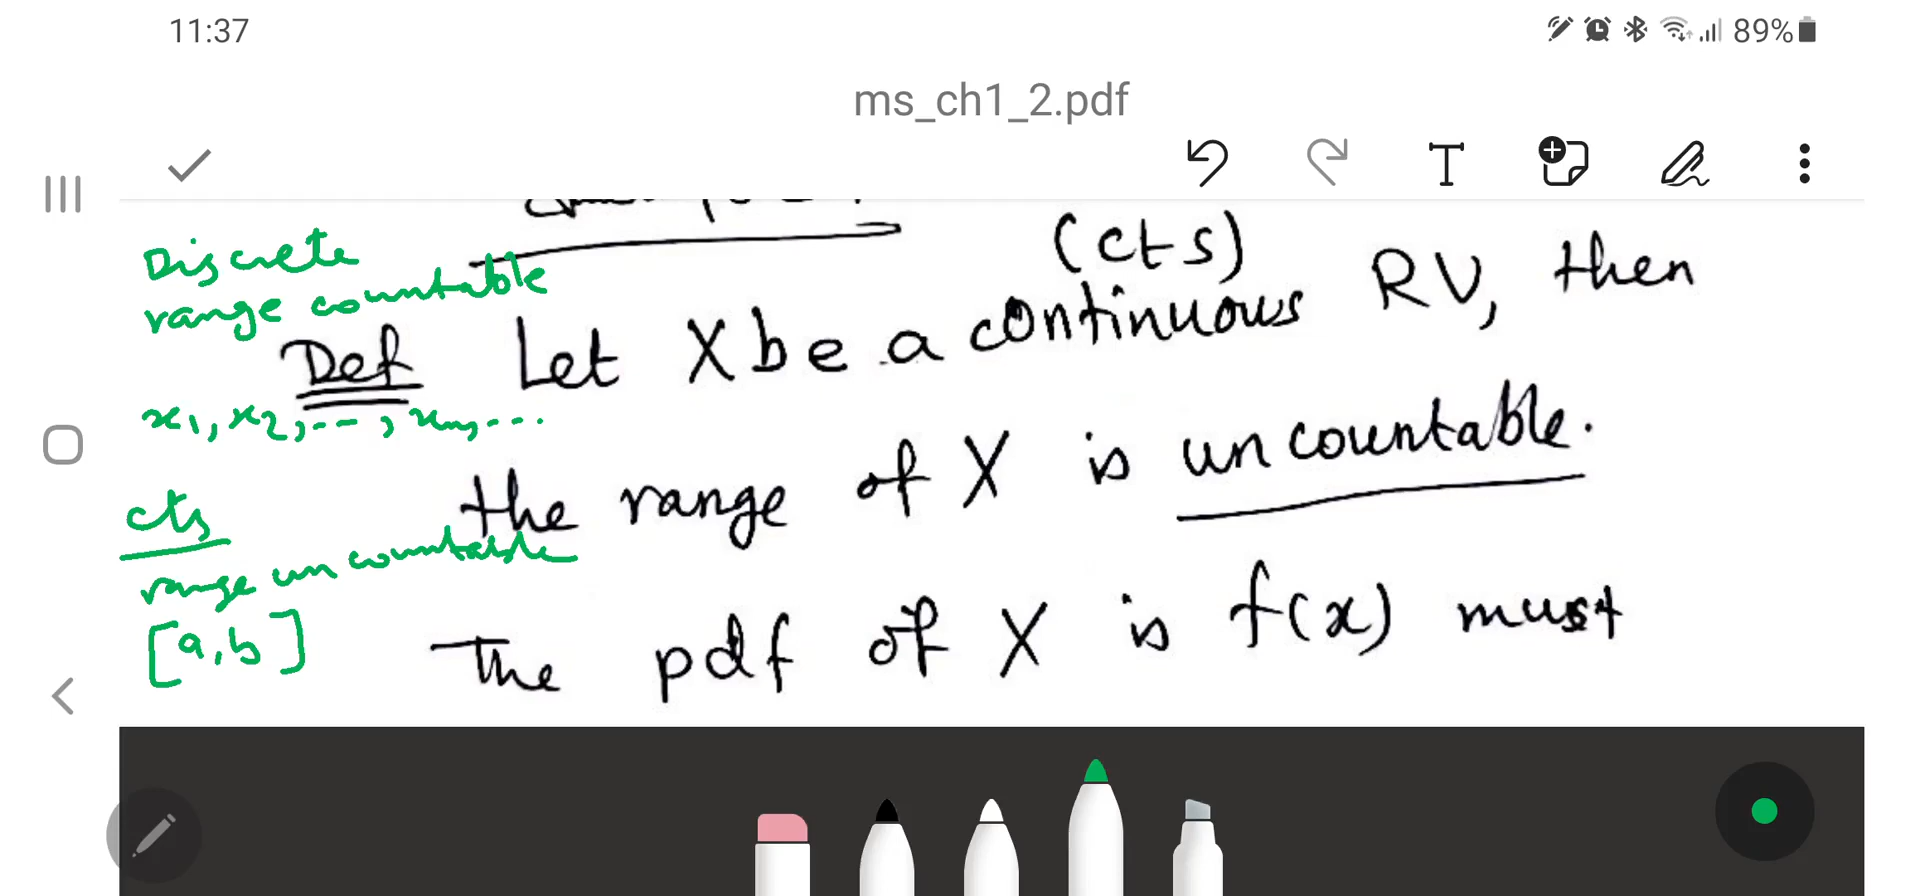 11:37
89%
ms_ch1_2.pdf
T
Discrete
range countable
(cts)
Def Let X be a continuous RV, then
x1, x2, --, xn, ...
the range of X is uncountable.
cts
range uncountable
[a,b]
The pdf of X is f(x) must